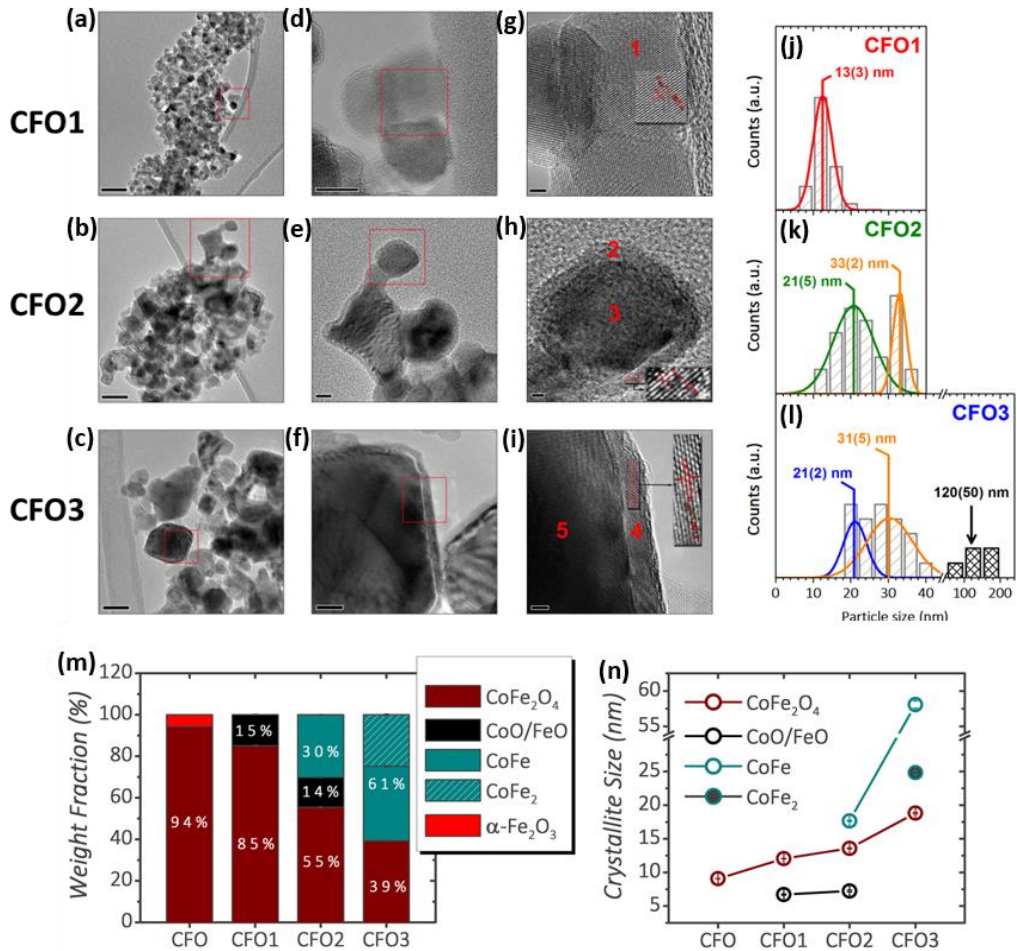 (a)
(d)
(g)
1
CFO1
(b)
(e)
(h)
2
3
CFO2
(c)
(f)
(i)
5
4
CFO3
(j)
CFO1
13(3) nm
Counts (a.u.)
(k)
CFO2
33(2) nm
21(5) nm
Counts (a.u.)
(l)
CFO3
31(5) nm
21(2) nm
120(50) nm
Counts (a.u.)
0 10 20 30 40 100 200
Particle size (nm)
(m)
120
100
80
60
40
20
0
Weight Fraction (%)
94%
15%
85%
30%
14%
55%
61%
39%
CFO CFO1 CFO2 CFO3
CoFe₂O₄
CoO/FeO
CoFe
CoFe₂
α-Fe₂O₃
(n)
60
55
25
20
15
10
5
Crystallite Size (nm)
CoFe₂O₄
CoO/FeO
CoFe
CoFe₂
CFO CFO1 CFO2 CFO3